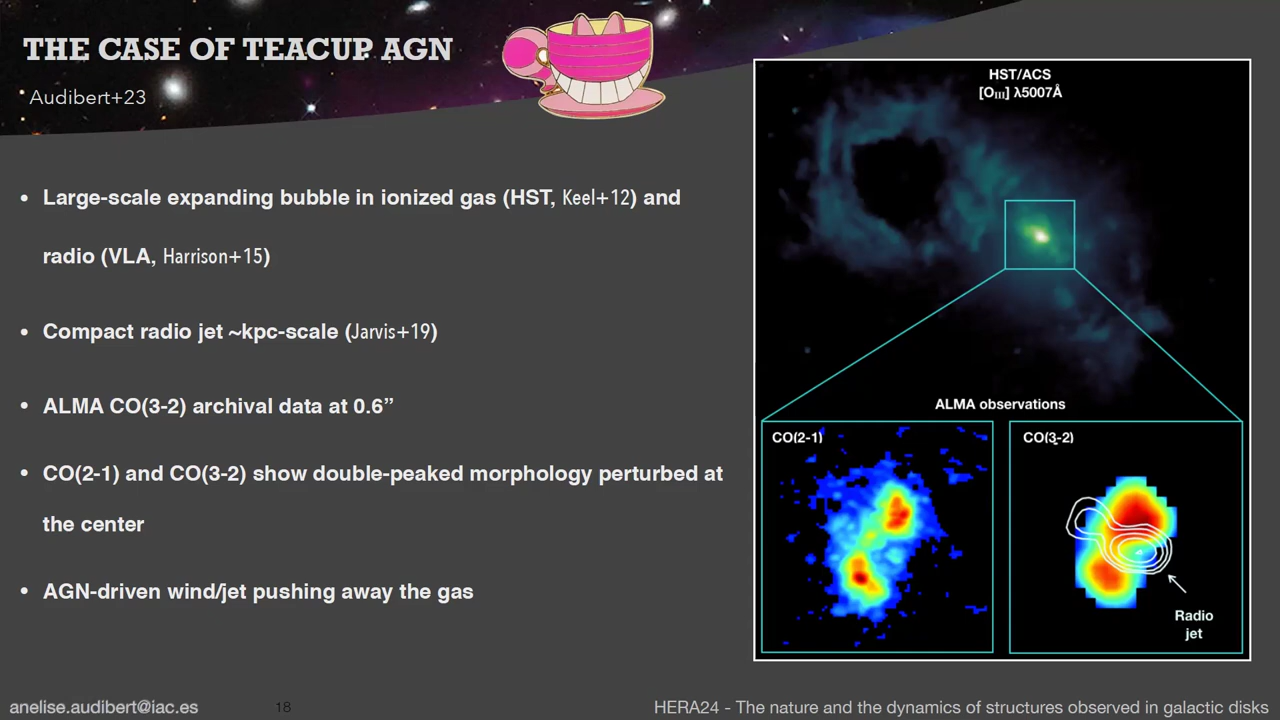 THE CASE OF TEACUP AGN
Audibert+23
• Large-scale expanding bubble in ionized gas (HST, Keel+12) and
radio (VLA, Harrison+15)
• Compact radio jet ~kpc-scale (Jarvis+19)
• ALMA CO(3-2) archival data at 0.6”
• CO(2-1) and CO(3-2) show double-peaked morphology perturbed at
the center
• AGN-driven wind/jet pushing away the gas
HST/ACS
[OIII] λ5007Å
ALMA observations
CO(2-1)
CO(3-2)
Radio
jet
anelise.audibert@iac.es
18
HERA24 - The nature and the dynamics of structures observed in galactic disks